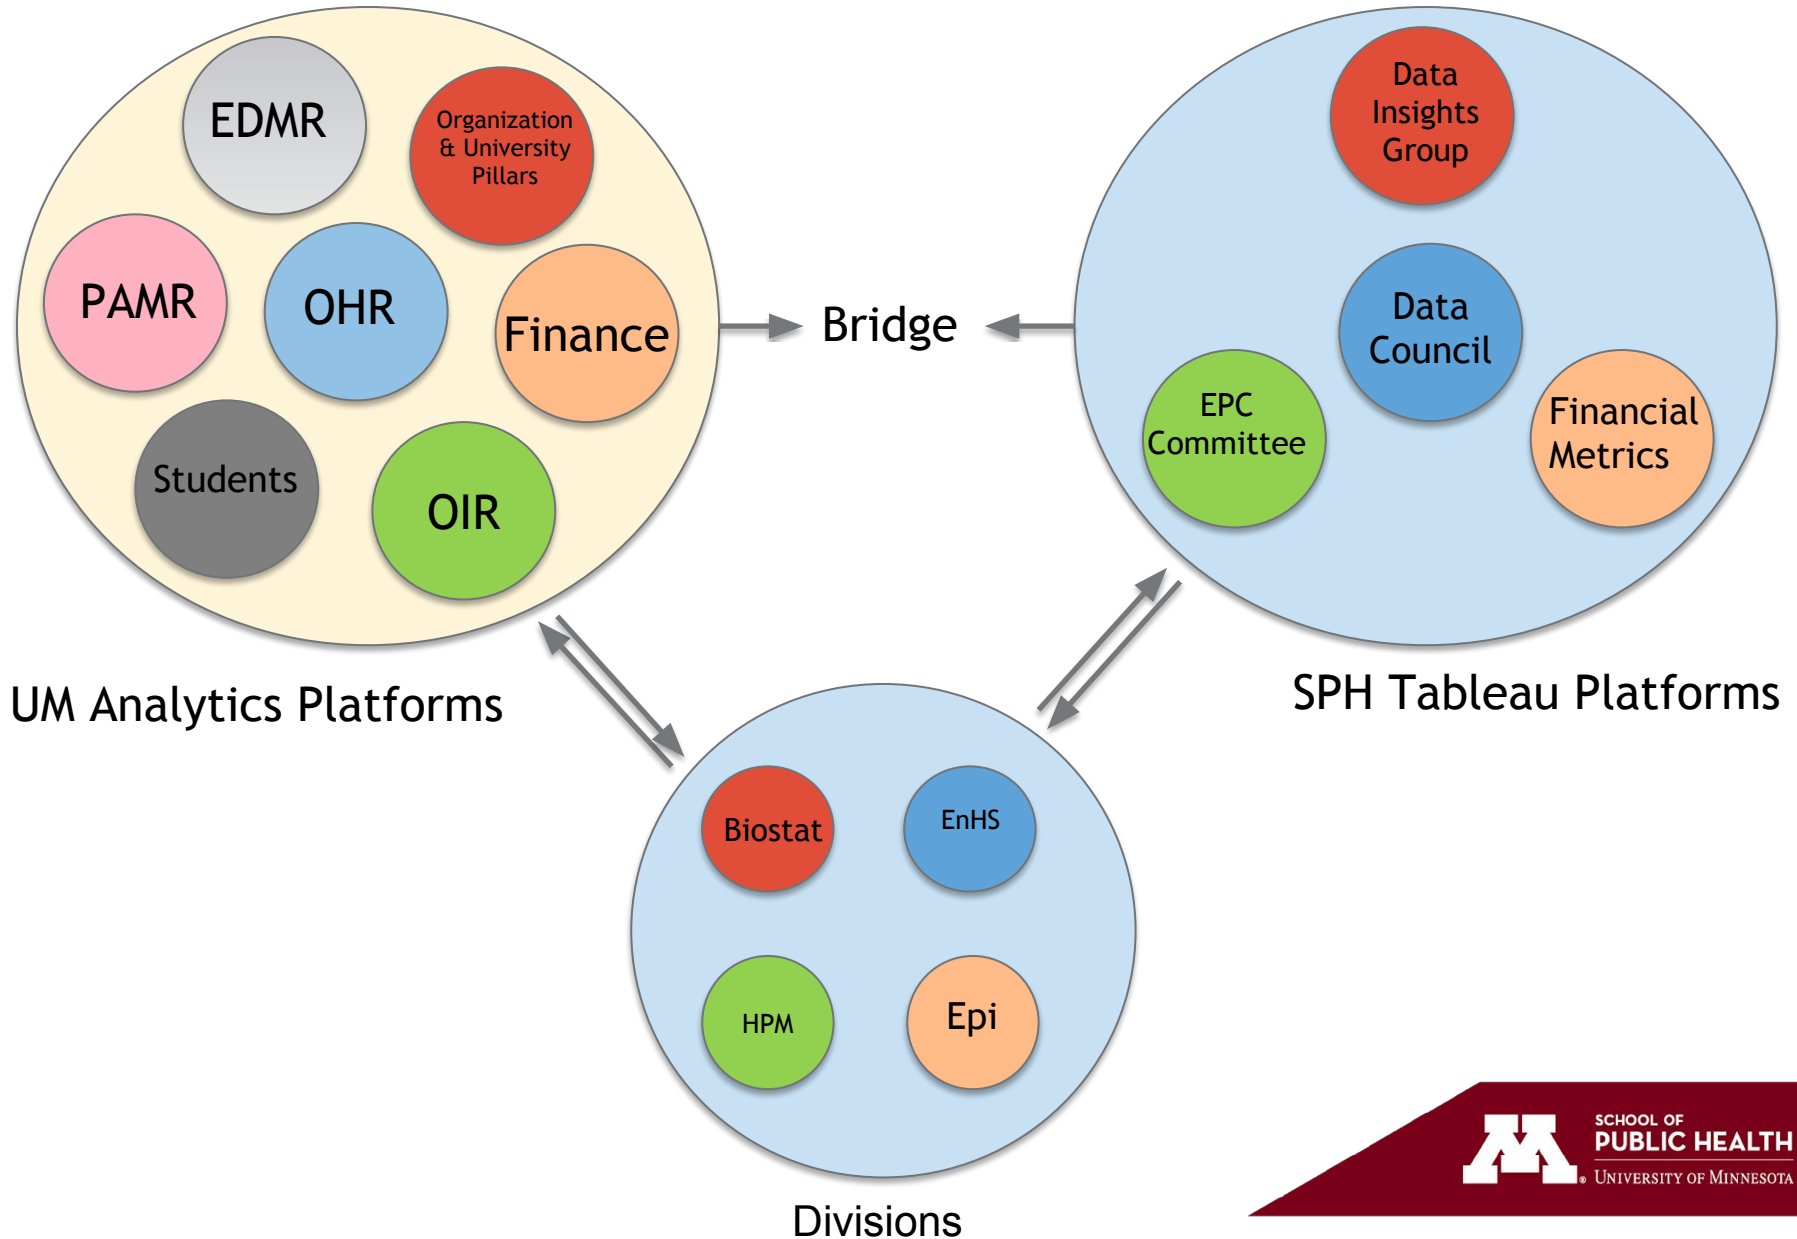 EDMR
Organization
& University
Pillars
PAMR
OHR
Finance
Students
OIR
UM Analytics Platforms
Bridge
Data
Insights
Group
Data
Council
EPC
Committee
Financial
Metrics
SPH Tableau Platforms
Biostat
EnHS
HPM
Epi
Divisions
M
SCHOOL OF
PUBLIC HEALTH
UNIVERSITY OF MINNESOTA